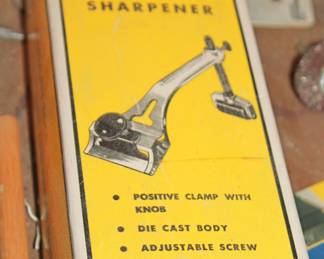 SHARPENER
• POSITIVE CLAMP WITH
KNOB
• DIE CAST BODY
• ADJUSTABLE SCREW